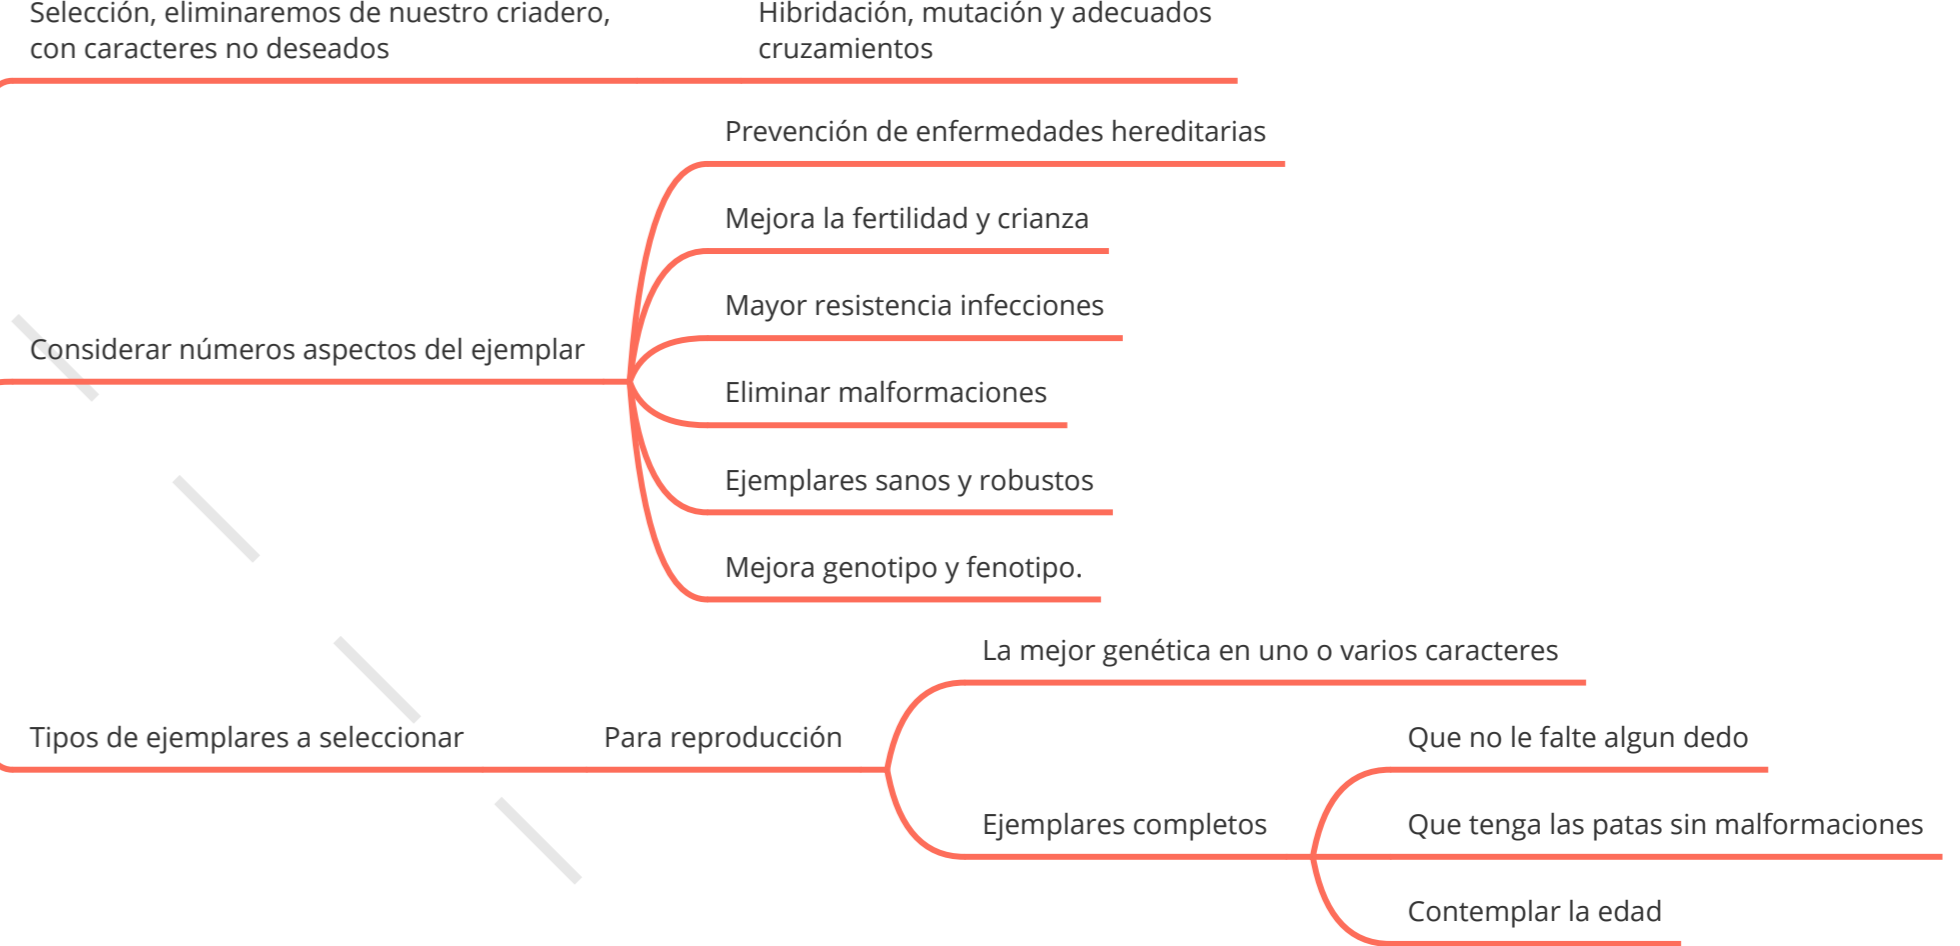 Selección, eliminaremos de nuestro criadero,
con caracteres no deseados
Hibridación, mutación y adecuados
cruzamientos
Considerar números aspectos del ejemplar
Prevención de enfermedades hereditarias
Mejora la fertilidad y crianza
Mayor resistencia infecciones
Eliminar malformaciones
Ejemplares sanos y robustos
Mejora genotipo y fenotipo.
Tipos de ejemplares a seleccionar
Para reproducción
La mejor genética en uno o varios caracteres
Ejemplares completos
Que no le falte algun dedo
Que tenga las patas sin malformaciones
Contemplar la edad